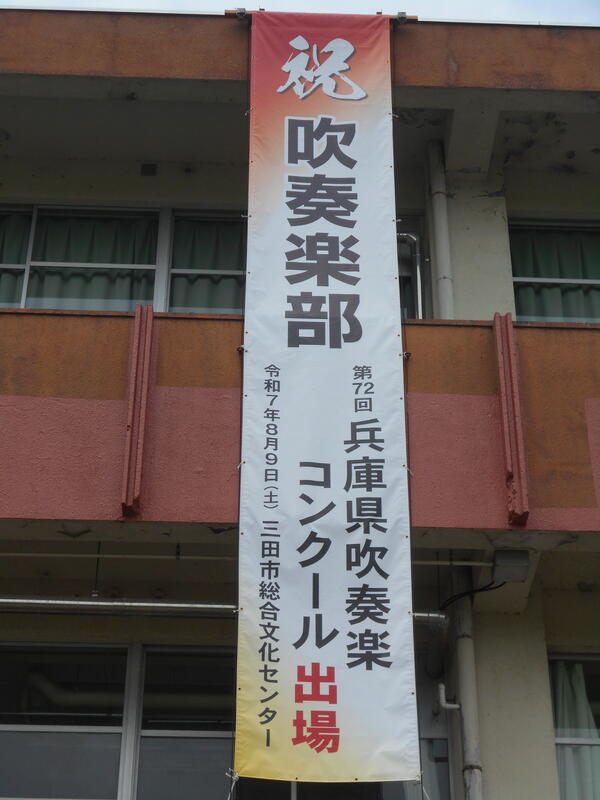 祝
吹奏楽部
第72回 兵庫県吹奏楽
コンクール 出場
令和7年8月9日(土) 三田市総合文化センター